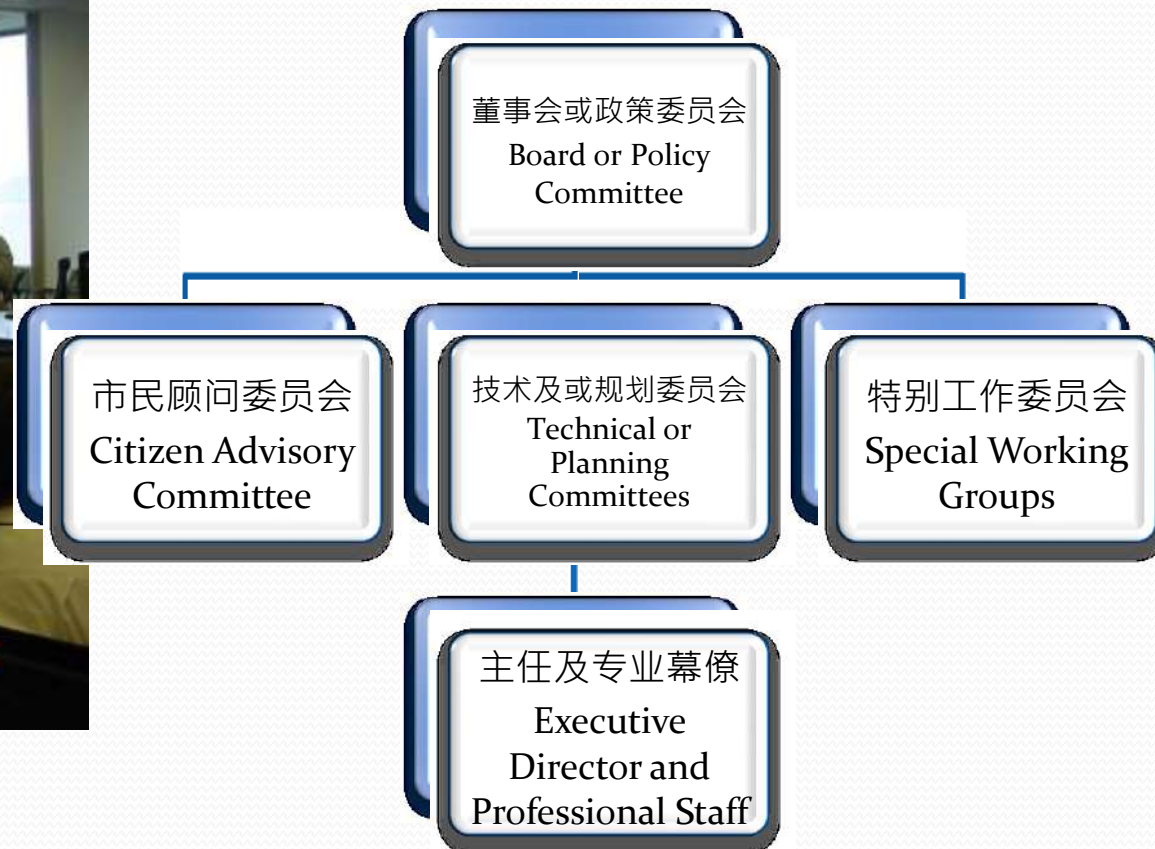 董事会或政策委员会
Board or Policy
Committee
市民顾问委员会
Citizen Advisory
Committee
技术及或规划委员会
Technical or
Planning
Committees
特别工作委员会
Special Working
Groups
主任及专业幕僚
Executive
Director and
Professional Staff